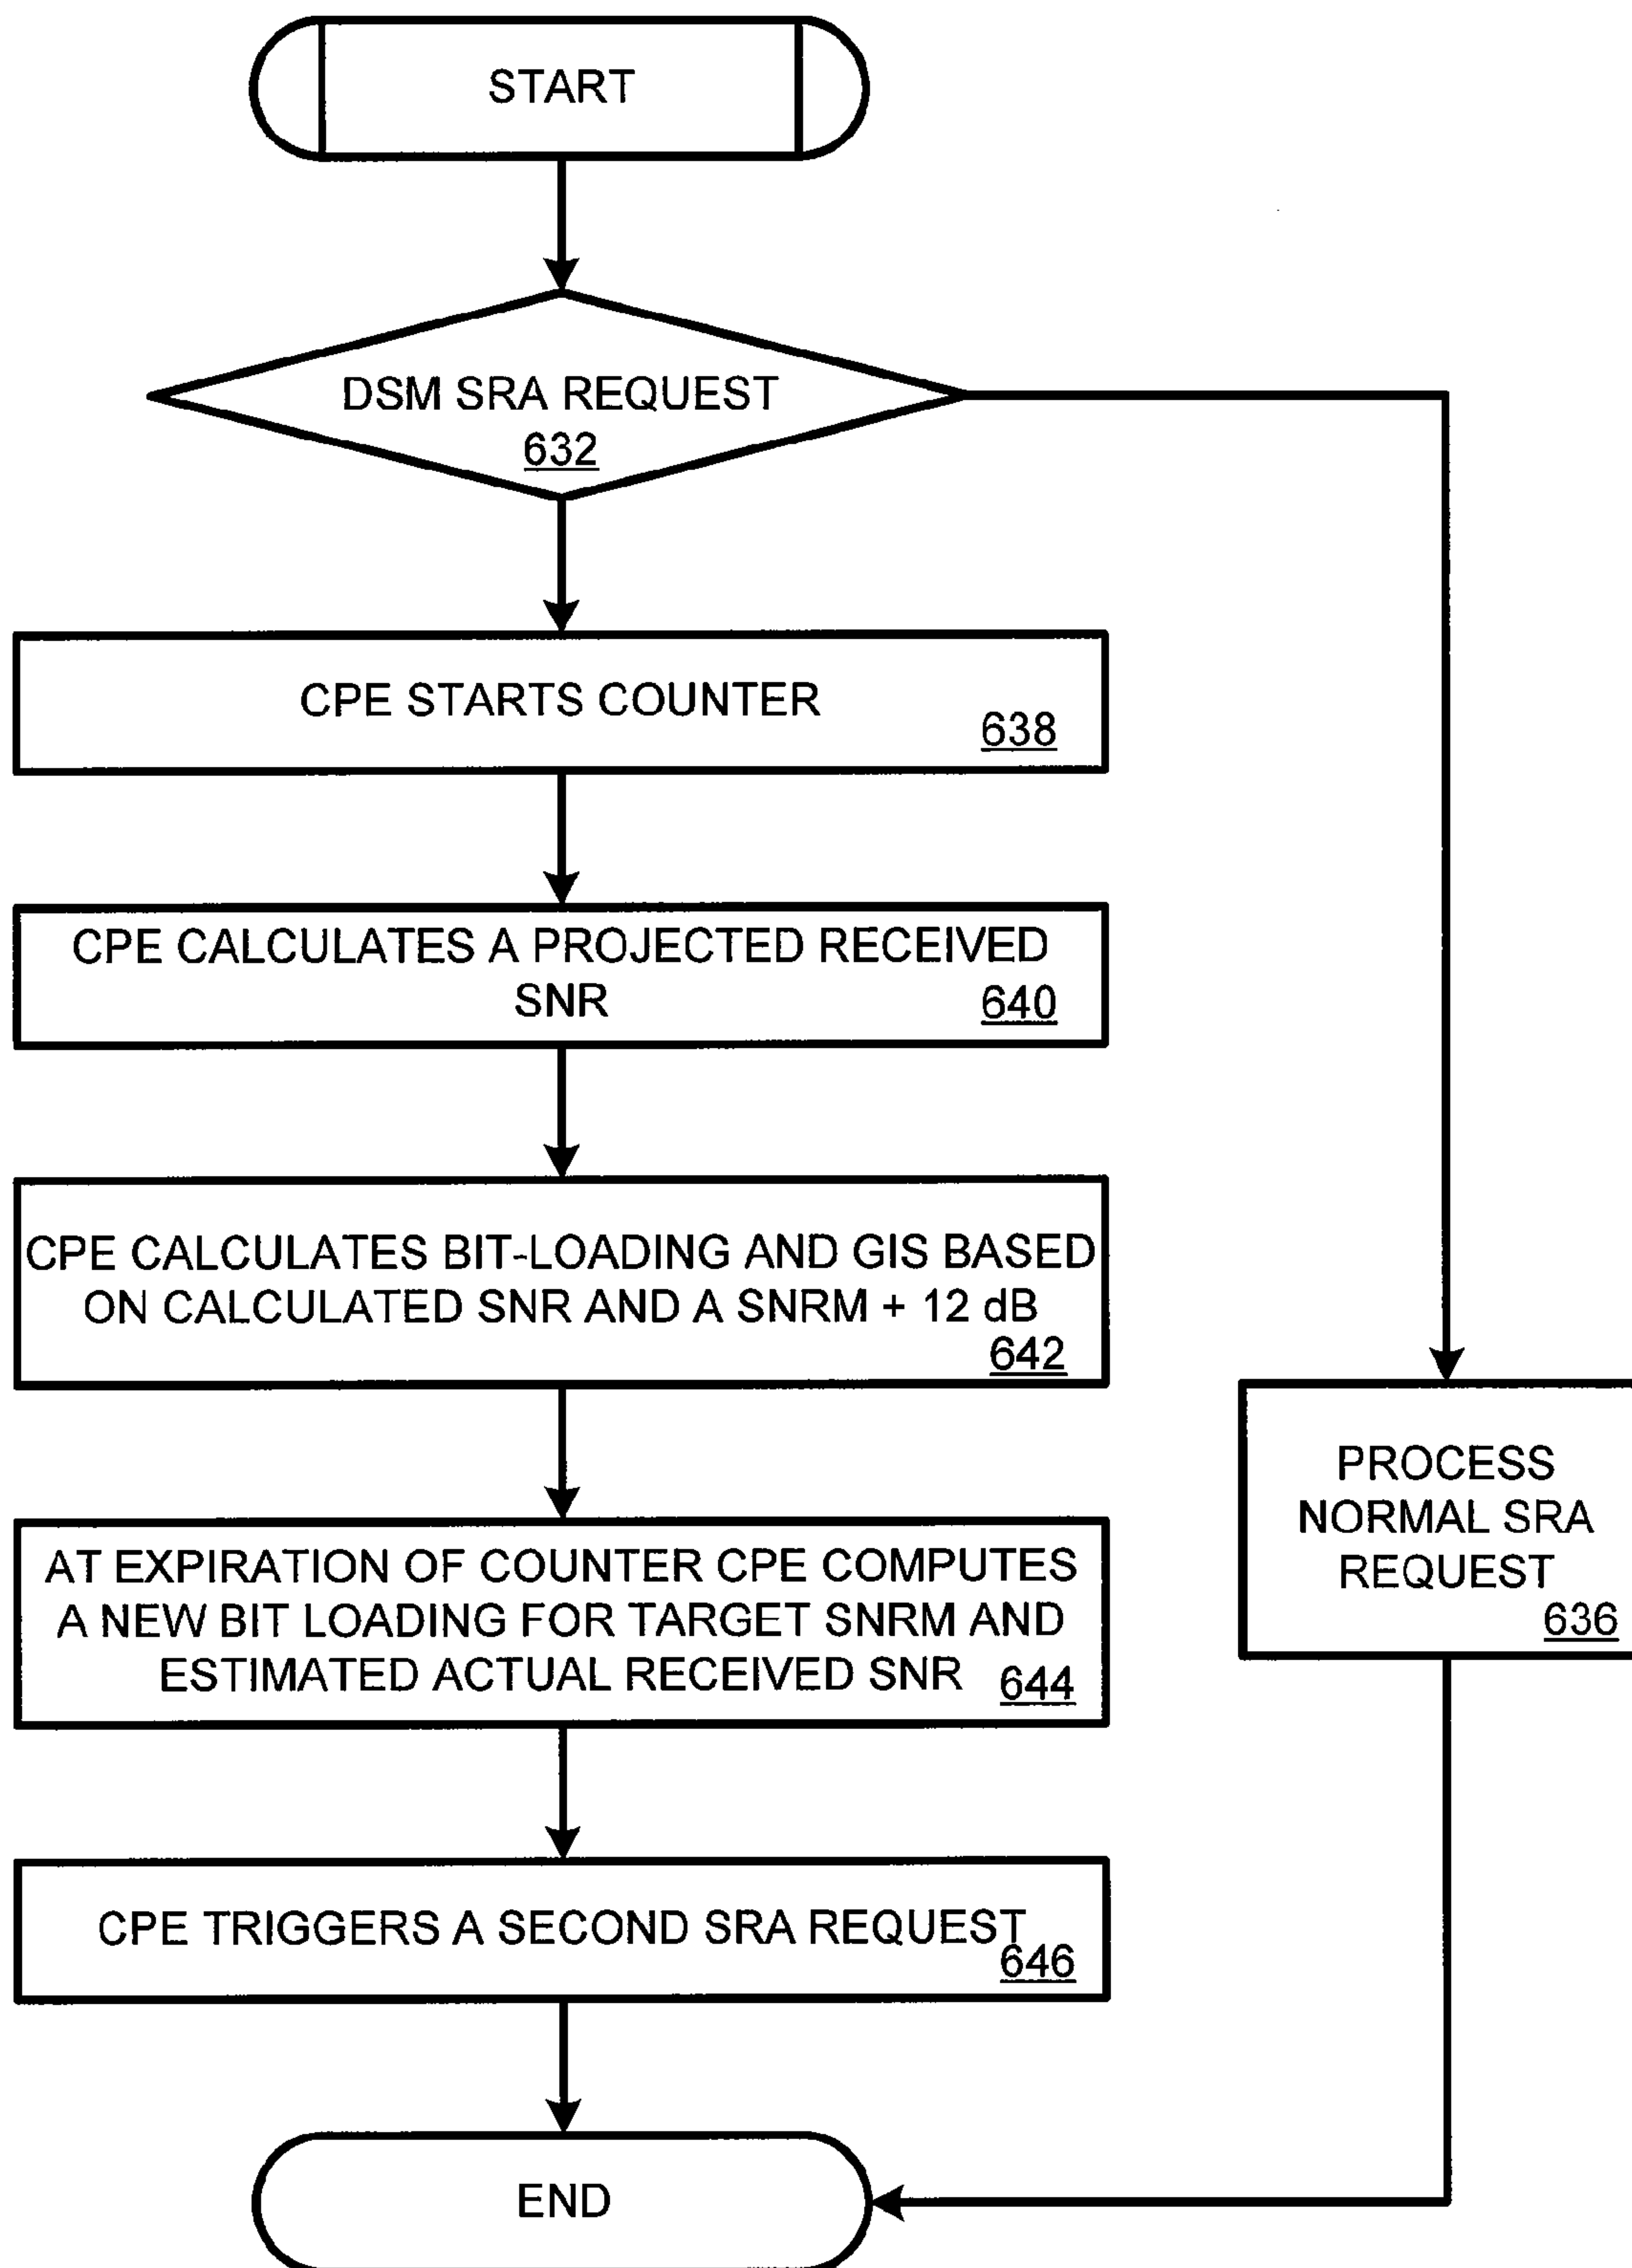 START
DSM SRA REQUEST
632
CPE STARTS COUNTER
638
CPE CALCULATES A PROJECTED RECEIVED
SNR
640
CPE CALCULATES BIT-LOADING AND GIS BASED
ON CALCULATED SNR AND A SNRM + 12 dB
642
AT EXPIRATION OF COUNTER CPE COMPUTES
A NEW BIT LOADING FOR TARGET SNRM AND
ESTIMATED ACTUAL RECEIVED SNR
644
CPE TRIGGERS A SECOND SRA REQUEST
646
PROCESS
NORMAL SRA
REQUEST
636
END